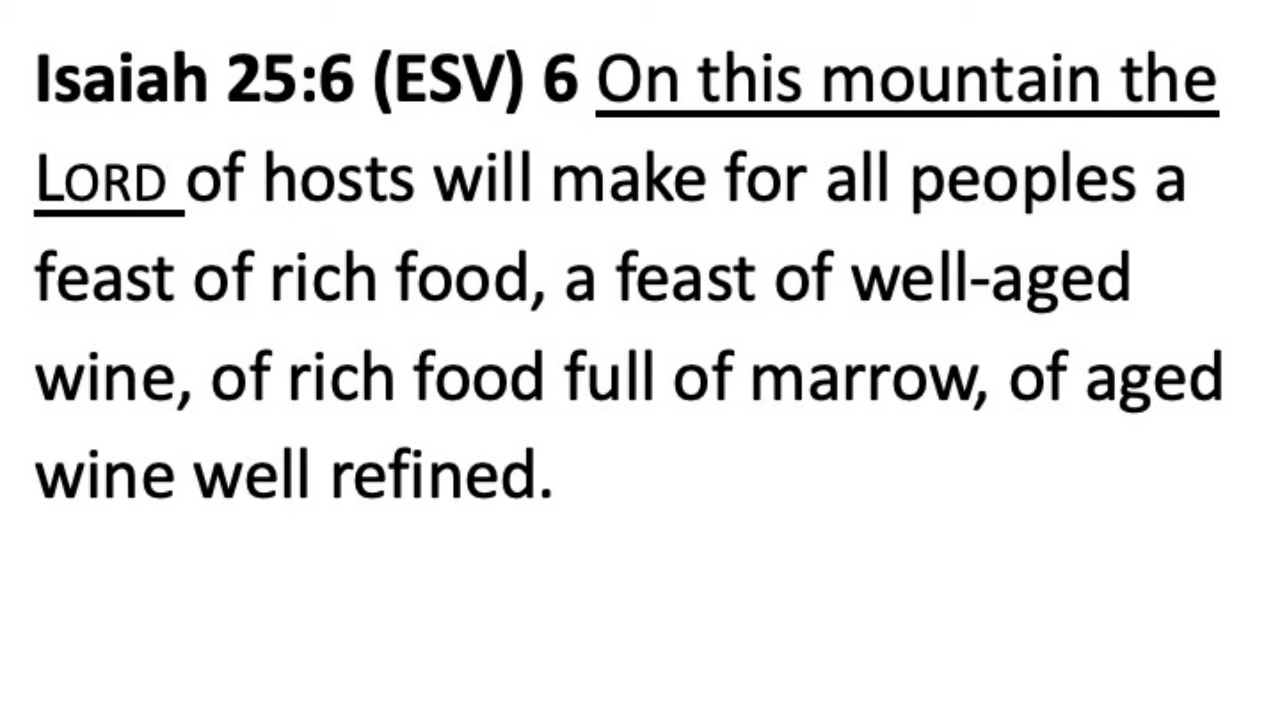 Isaiah 25:6 (ESV) 6 On this mountain the
LORD of hosts will make for all peoples a
feast of rich food, a feast of well-aged
wine, of rich food full of marrow, of aged
wine well refined.